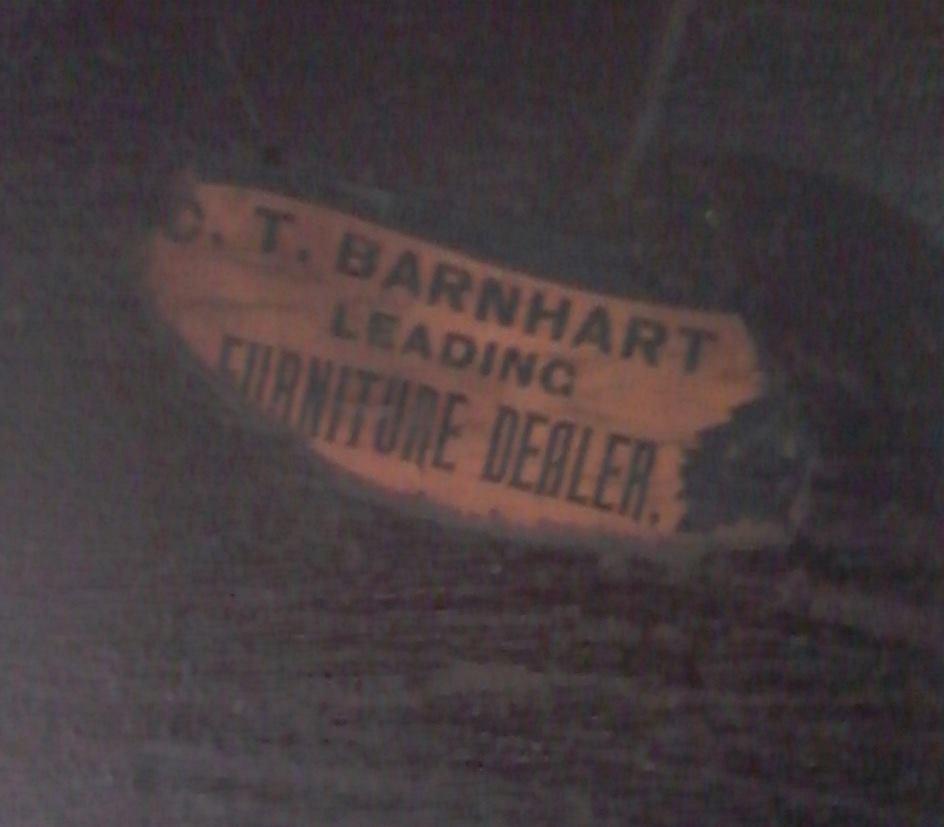 C. T. BARNHART
LEADING
FURNITURE DEALER.